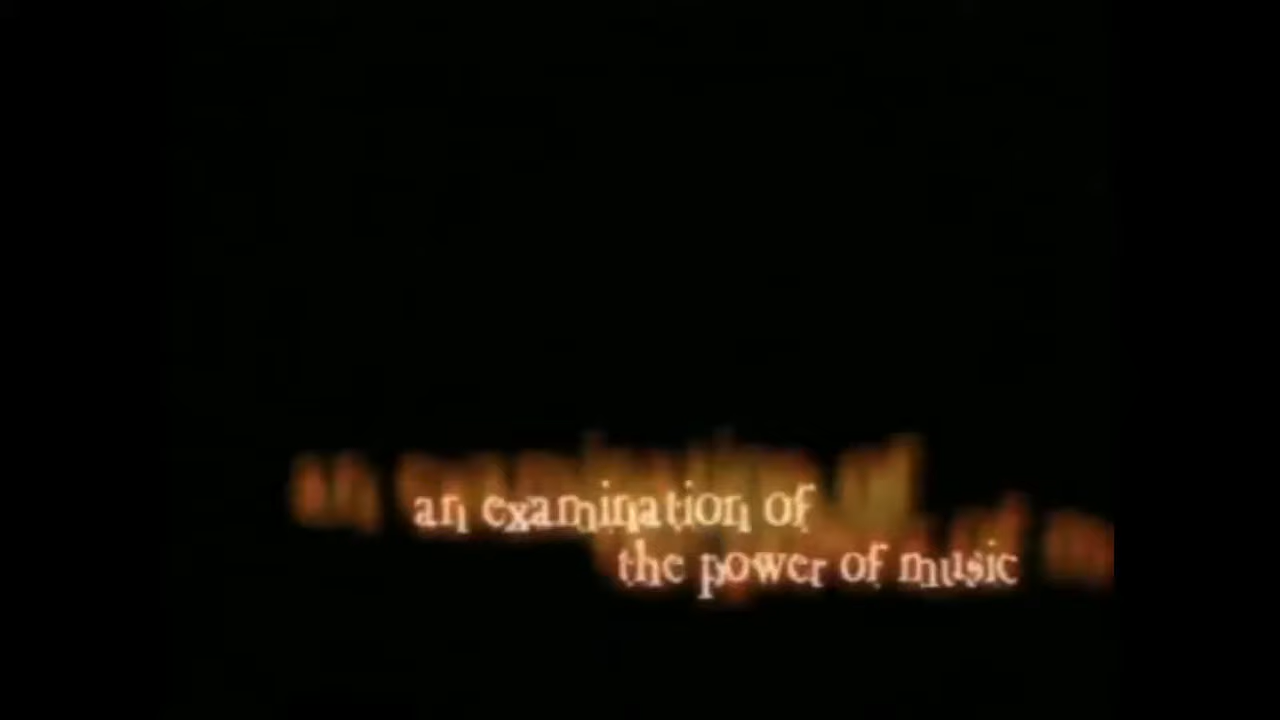 an examination of
the power of music